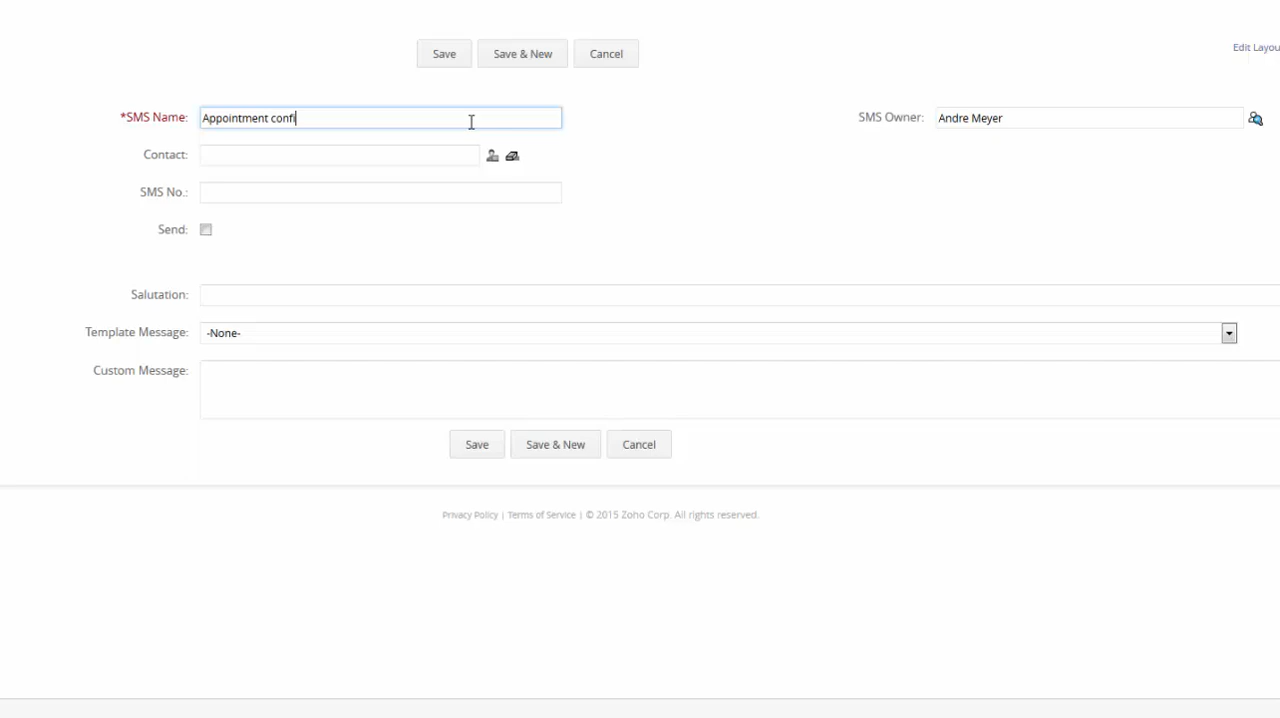 Save Save & New Cancel
Edit Layou
*SMS Name: Appointment confi SMS Owner: Andre Meyer
Contact:
SMS No.:
Send:
Salutation:
Template Message: -None-
Custom Message:
Save Save & New Cancel
Privacy Policy | Terms of Service | © 2015 Zoho Corp. All rights reserved.